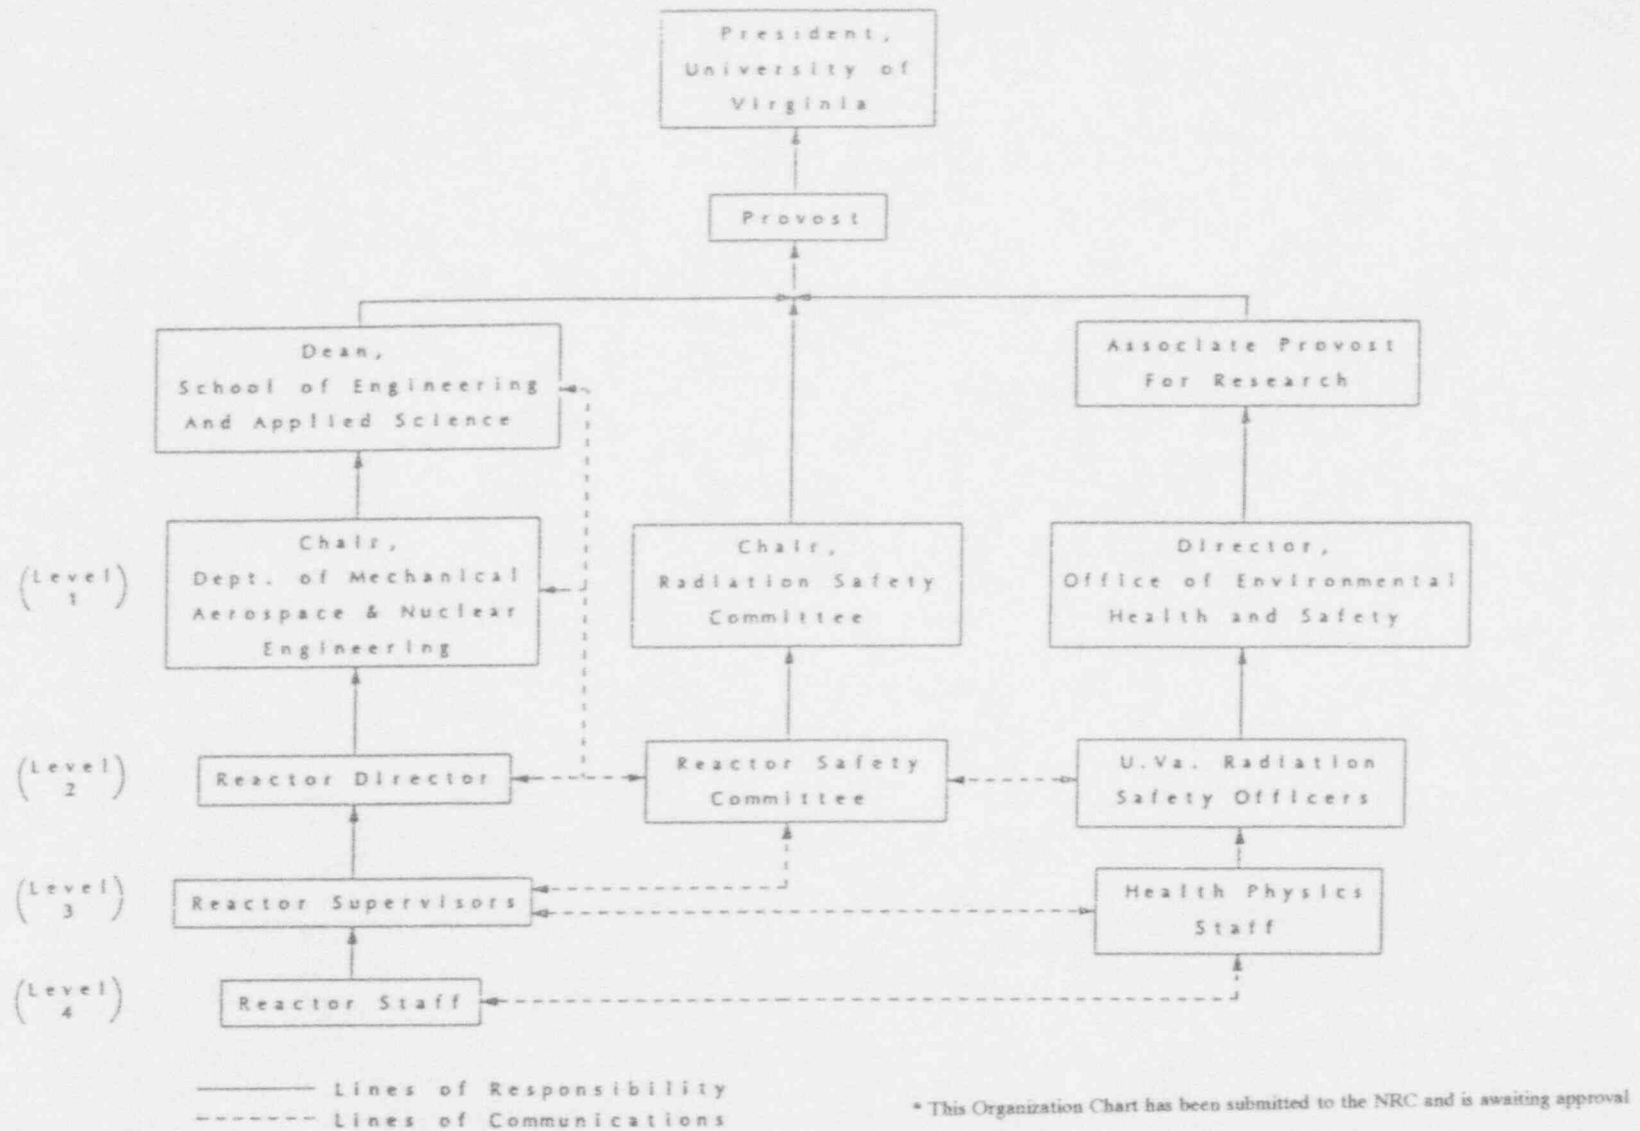 President,
University of
Virginia
Provost
Dean,
School of Engineering
And Applied Science
Associate Provost
For Research
(Level 1)
Chair,
Dept. of Mechanical
Aerospace & Nuclear
Engineering
Chair,
Radiation Safety
Committee
Director,
Office of Environmental
Health and Safety
(Level 2)
Reactor Director
Reactor Safety
Committee
U.Va. Radiation
Safety Officers
(Level 3)
Reactor Supervisors
Health Physics
Staff
(Level 4)
Reactor Staff
Lines of Responsibility
Lines of Communications
* This Organization Chart has been submitted to the NRC and is awaiting approval